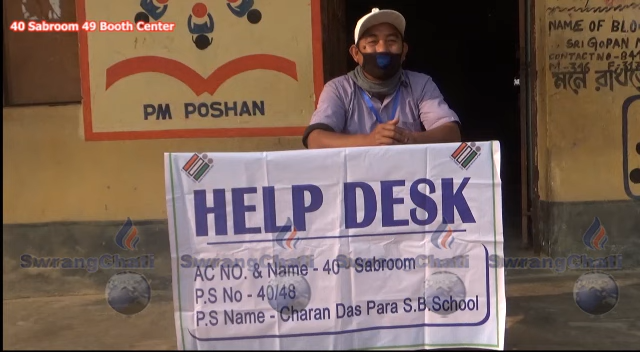 40 Sabroom 49 Booth Center
PM POSHAN
NAME OF BLO
SRI GOPAN
CONTACT NO-
HELP DESK
AC NO. & Name - 40 - Sabroom
P.S No - 40/48
P.S Name - Charan Das Para S.B.School